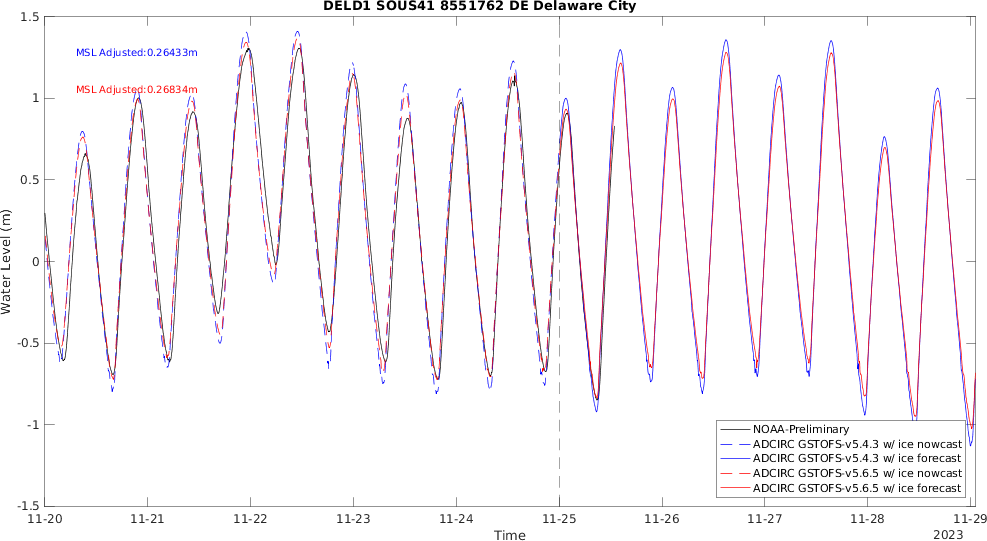 DELD1 SOUS41 8551762 DE Delaware City
1.5
1
0.5
0
-0.5
-1
-1.5
Water Level (m)
MSL Adjusted:0.26433m
MSL Adjusted:0.26834m
NOAA-Preliminary
ADCIRC GSTOFS-v5.4.3 w/ ice nowcast
ADCIRC GSTOFS-v5.4.3 w/ ice forecast
ADCIRC GSTOFS-v5.6.5 w/ ice nowcast
ADCIRC GSTOFS-v5.6.5 w/ ice forecast
11-20 11-21 11-22 11-23 11-24 11-25 11-26 11-27 11-28 11-29
Time
2023